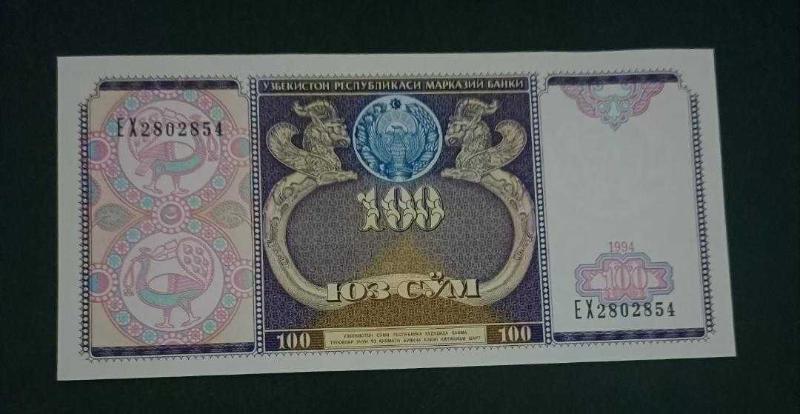 ЎЗБЕКИСТОН РЕСПУБЛИКАСИ МАРКАЗИЙ БАНКИ
EX2802854
100
ЮЗ СЎМ
1994
100
EX2802854
100
100